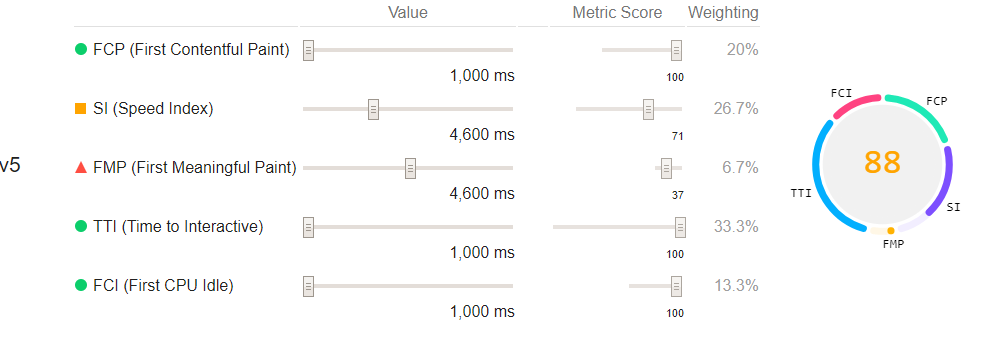 Value Metric Score Weighting
FCP (First Contentful Paint) 20%
1,000 ms 100
SI (Speed Index) 26.7%
4,600 ms 71
v5 FMP (First Meaningful Paint) 6.7%
4,600 ms 37
TTI (Time to Interactive) 33.3%
1,000 ms 100
FCI (First CPU Idle) 13.3%
1,000 ms 100
FCI FCP
88
TTI SI
FMP